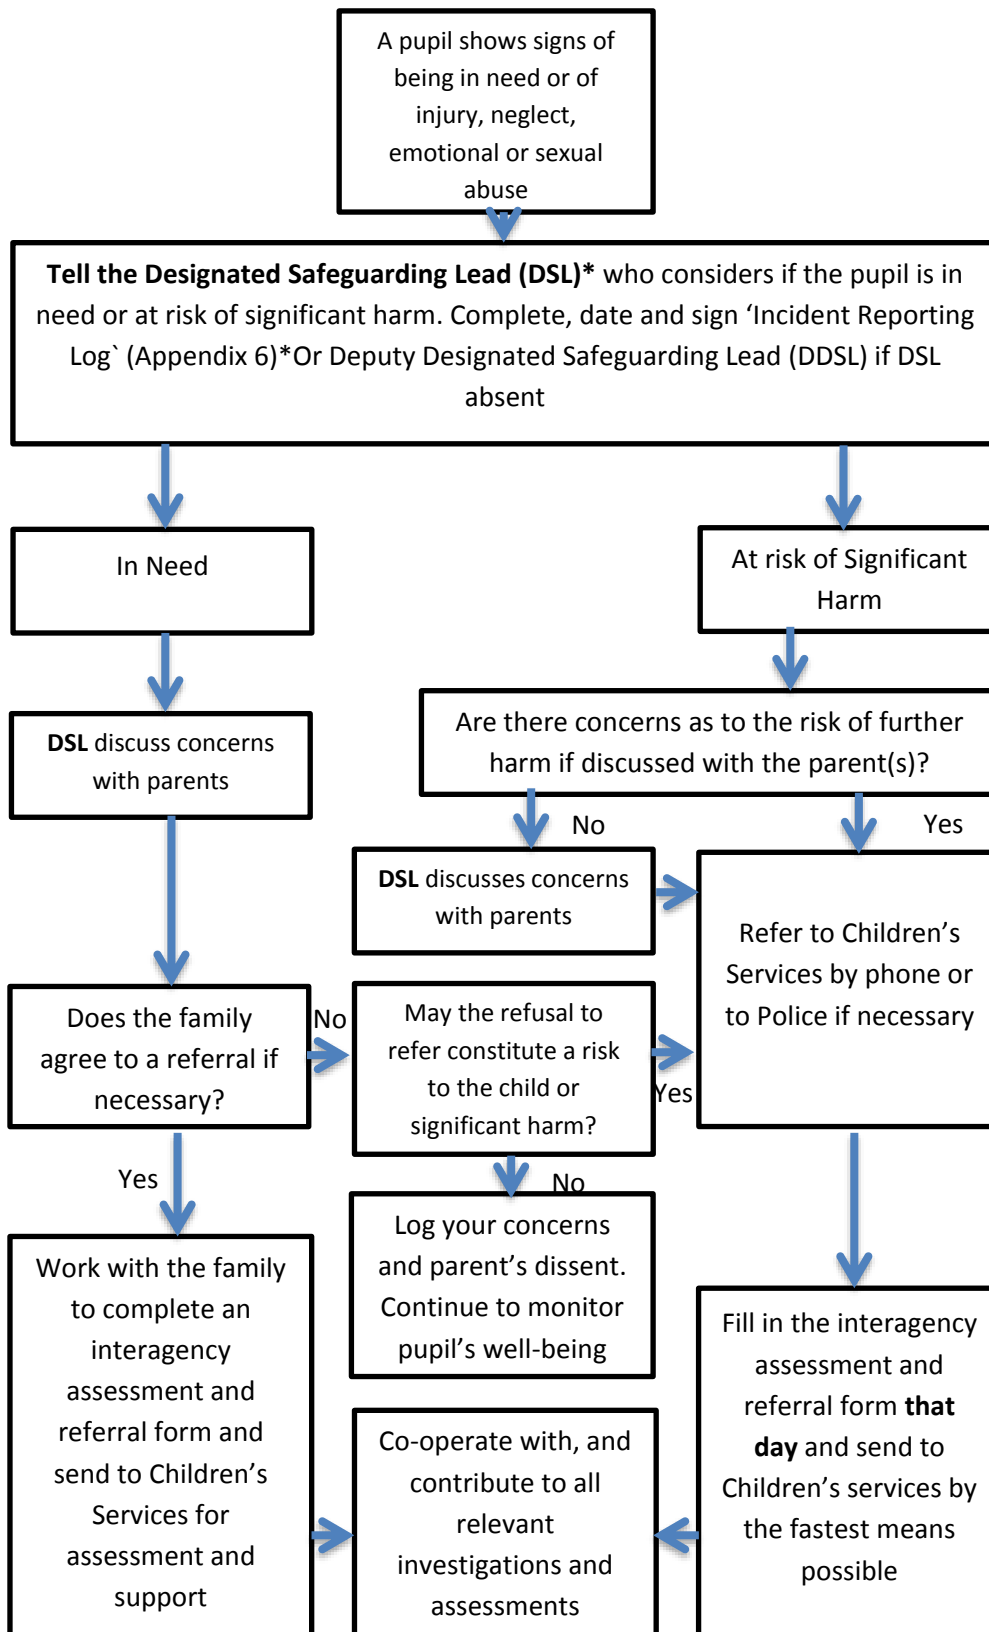 A pupil shows signs of
being in need or of
injury, neglect,
emotional or sexual
abuse
Tell the Designated Safeguarding Lead (DSL)* who considers if the pupil is in
need or at risk of significant harm. Complete, date and sign ‘Incident Reporting
Log` (Appendix 6)*Or Deputy Designated Safeguarding Lead (DDSL) if DSL
absent
In Need
At risk of Significant
Harm
DSL discuss concerns
with parents
Are there concerns as to the risk of further
harm if discussed with the parent(s)?
No
Yes
DSL discusses concerns
with parents
Refer to Children’s
Services by phone or
to Police if necessary
Does the family
agree to a referral if
necessary?
No
May the refusal to
refer constitute a risk
to the child or
significant harm?
Yes
Yes
No
Log your concerns
and parent’s dissent.
Continue to monitor
pupil’s well-being
Work with the family
to complete an
interagency
assessment and
referral form and
send to Children’s
Services for
assessment and
support
Co-operate with, and
contribute to all
relevant
investigations and
assessments
Fill in the interagency
assessment and
referral form that
day and send to
Children’s services by
the fastest means
possible